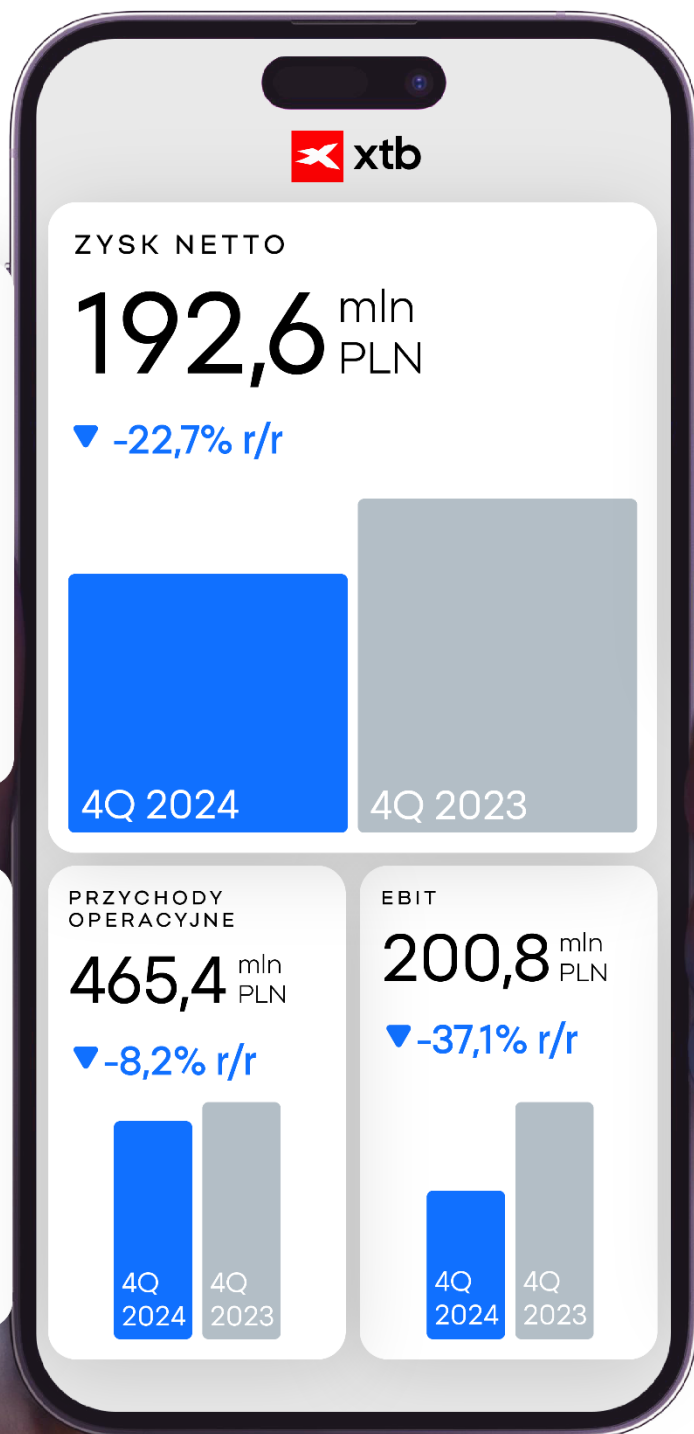 xtb
ZYSK NETTO
192,6 mln PLN
-22,7% r/r
4Q 2024
4Q 2023
PRZYCHODY
OPERACYJNE
465,4 mln PLN
-8,2% r/r
4Q
2024
4Q
2023
EBIT
200,8 mln PLN
-37,1% r/r
4Q
2024
4Q
2023